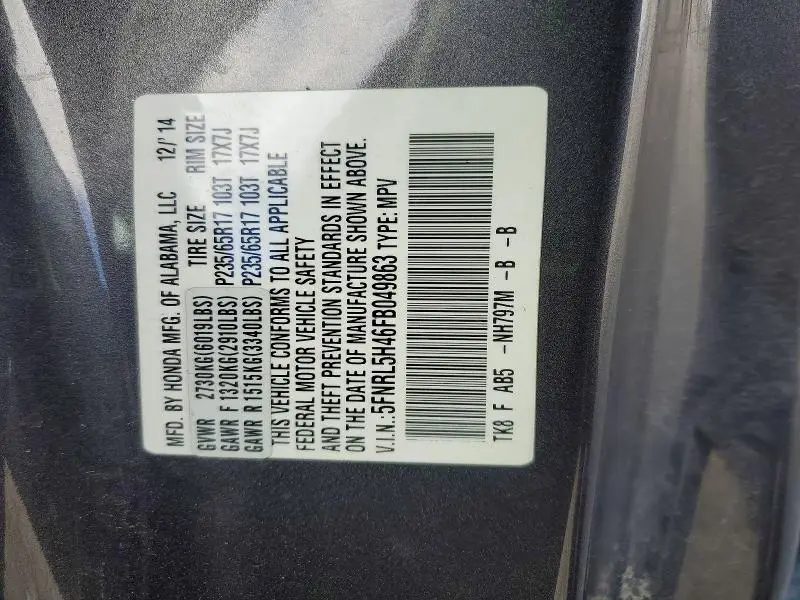 MFD. BY HONDA MFG. OF ALABAMA, LLC 12/'14
GVWR 2730KG(6019LBS) TIRE SIZE RIM SIZE
GAWR F 1320KG(2910LBS) P235/65R17 103T 17X7J
GAWR R 1515KG(3340LBS) P235/65R17 103T 17X7J
THIS VEHICLE CONFORMS TO ALL APPLICABLE
FEDERAL MOTOR VEHICLE SAFETY
AND THEFT PREVENTION STANDARDS IN EFFECT
ON THE DATE OF MANUFACTURE SHOWN ABOVE.
V.I.N.:5FNRL5H46FB049863 TYPE: MPV
TK8 F AB5 -NH797M -B -B